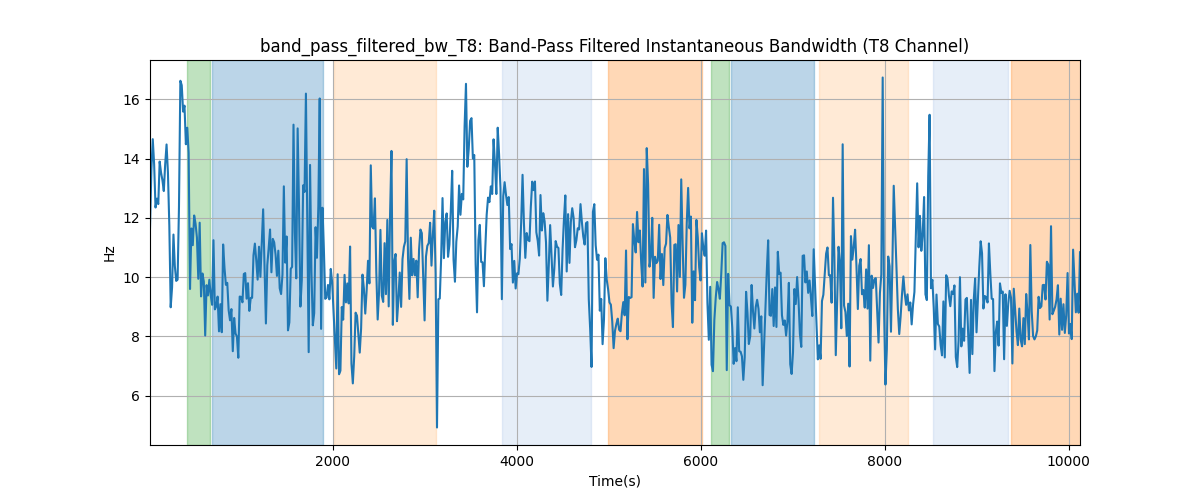 band_pass_filtered_bw_T8: Band-Pass Filtered Instantaneous Bandwidth (T8 Channel)
16
14
12
10
8
6
Hz
2000 4000 6000 8000 10000
Time(s)